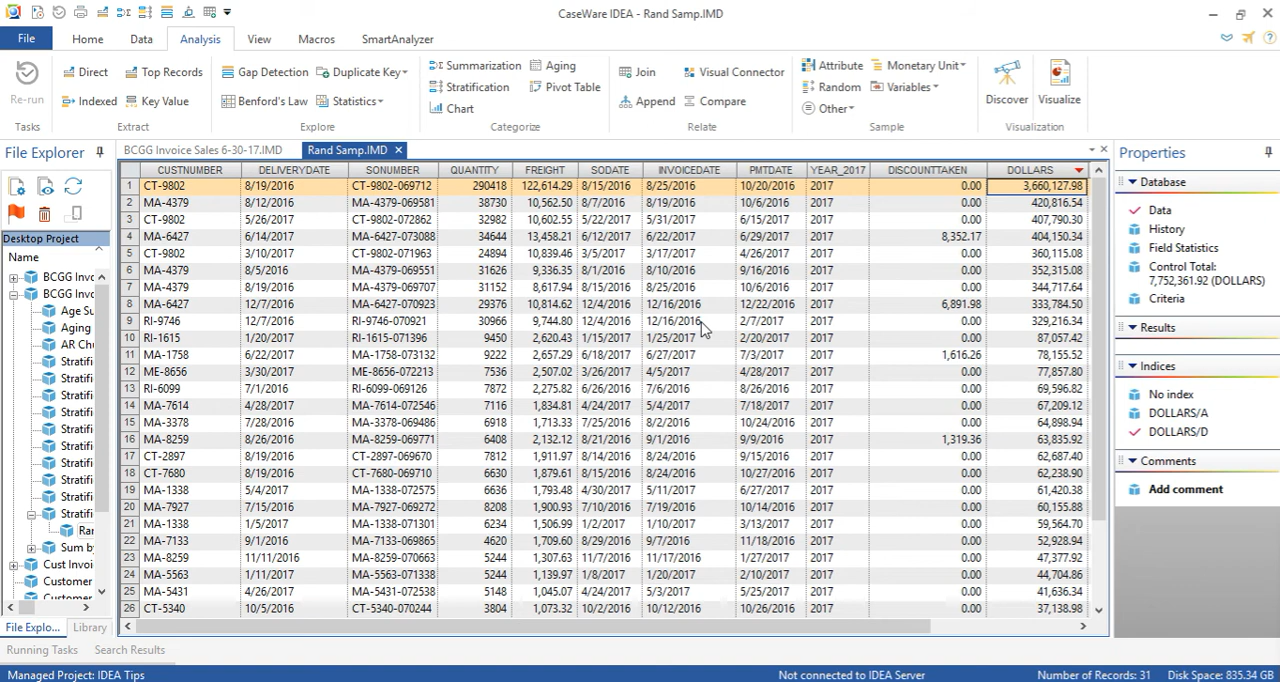 CaseWare IDEA - Rand Samp.IMD
File Home Data Analysis View Macros SmartAnalyzer
Re-run
Tasks
Direct Top Records
Indexed Key Value
Extract
Gap Detection Duplicate Key
Benford's Law Statistics
Explore
Summarization Aging
Stratification Pivot Table
Chart
Categorize
Join Visual Connector
Append Compare
Relate
Attribute Monetary Unit
Random Variables
Other
Sample
Discover Visualize
Visualization
File Explorer
Desktop Project
Name
BCGG Invo
BCGG Invo
Age Su
Aging
AR Ch
Stratifi
Stratifi
Stratifi
Stratifi
Stratifi
Stratifi
Stratifi
Stratifi
Stratifi
Stratifi
Ran
Sum b
Cust Invoi
Customer
Customer
File Explo... Library
BCGG Invoice Sales 6-30-17.IMD Rand Samp.IMD
CUSTNUMBER DELIVERYDATE SONUMBER QUANTITY FREIGHT SODATE INVOICEDATE PMTDATE YEAR_2017 DISCOUNTTAKEN DOLLARS
1 CT-9802 8/19/2016 CT-9802-069712 290418 122,614.29 8/15/2016 8/25/2016 10/20/2016 2017 0.00 3,660,127.98
2 MA-4379 8/12/2016 MA-4379-069629 38730 10,562.50 8/7/2016 8/19/2016 10/6/2016 2017 0.00 420,816.54
3 CT-9802 5/26/2017 CT-9802-072862 32982 10,602.55 5/22/2017 5/31/2017 6/15/2017 2017 0.00 407,790.30
4 MA-6427 6/14/2017 MA-6427-073088 34644 13,458.21 6/12/2017 6/22/2017 6/29/2017 2017 8,352.17 404,150.34
5 CT-9802 3/10/2017 CT-9802-071963 24894 10,839.46 3/5/2017 3/17/2017 4/26/2017 2017 0.00 360,115.08
6 MA-4379 8/5/2016 MA-4379-069551 31626 9,336.35 8/1/2016 8/10/2016 9/16/2016 2017 0.00 352,315.08
7 MA-4379 8/19/2016 MA-4379-069707 31152 8,617.94 8/15/2016 8/25/2016 10/6/2016 2017 0.00 344,717.64
8 MA-6427 12/7/2016 MA-6427-070923 29376 10,814.62 12/4/2016 12/16/2016 12/22/2016 2017 6,891.98 333,784.50
9 RI-9746 12/7/2016 RI-9746-070921 30966 9,744.80 12/4/2016 12/16/2016 2/7/2017 2017 0.00 329,216.34
10 RI-1615 1/20/2017 RI-1615-071396 9450 2,620.43 1/15/2017 1/25/2017 2/20/2017 2017 0.00 87,057.42
11 MA-1758 6/22/2017 MA-1758-073132 9222 2,657.29 6/18/2017 6/27/2017 7/3/2017 2017 1,616.26 78,155.52
12 ME-8656 3/30/2017 ME-8656-072219 7536 2,507.02 3/26/2017 4/5/2017 4/28/2017 2017 0.00 77,857.80
13 RI-6099 7/1/2016 RI-6099-069126 7872 2,275.82 6/28/2016 7/6/2016 8/26/2016 2017 0.00 69,596.82
14 MA-7614 4/28/2017 MA-7614-072546 7116 1,834.81 4/24/2017 5/4/2017 7/18/2017 2017 0.00 67,209.12
15 MA-3378 7/28/2016 MA-3378-069486 6918 1,713.33 7/25/2016 8/2/2016 10/24/2016 2017 0.00 64,898.94
16 MA-8259 8/26/2016 MA-8259-069771 6408 2,132.12 8/21/2016 9/1/2016 9/9/2016 2017 1,319.36 63,835.92
17 CT-2897 8/19/2016 CT-2897-069670 7812 1,911.97 8/14/2016 8/24/2016 9/15/2016 2017 0.00 62,687.40
18 CT-7680 8/19/2016 CT-7680-069710 6630 1,879.61 8/15/2016 8/24/2016 10/27/2016 2017 0.00 62,238.90
19 MA-1338 5/4/2017 MA-1338-072575 6636 1,793.48 4/30/2017 5/11/2017 6/27/2017 2017 0.00 61,420.38
20 MA-7927 7/15/2016 MA-7927-069272 8208 1,901.39 7/10/2016 7/19/2016 10/14/2016 2017 0.00 60,155.88
21 MA-1338 1/5/2017 MA-1338-071301 6234 1,506.99 1/2/2017 1/10/2017 3/13/2017 2017 0.00 59,564.70
22 MA-7133 9/1/2016 MA-7133-069865 4620 1,709.60 8/29/2016 9/7/2016 11/18/2016 2017 0.00 52,928.94
23 MA-8259 11/11/2016 MA-8259-070663 5244 1,307.63 11/7/2016 11/17/2016 1/27/2017 2017 0.00 47,377.92
24 MA-5563 1/11/2017 MA-5563-071338 5244 1,139.97 1/8/2017 1/20/2017 2/10/2017 2017 0.00 44,704.86
25 MA-5431 4/26/2017 MA-5431-072538 5148 1,045.07 4/24/2017 5/3/2017 5/25/2017 2017 0.00 41,636.34
26 CT-5340 10/5/2016 CT-5340-070244 3804 1,073.32 10/2/2016 10/12/2016 10/26/2016 2017 0.00 37,138.98
Properties
Database
Data
History
Field Statistics
Control Total:
7,752,361.92 (DOLLARS)
Criteria
Results
Indices
No index
DOLLARS/A
DOLLARS/D
Comments
Add comment
Running Tasks Search Results
Managed Project: IDEA Tips Not connected to IDEA Server Number of Records: 31 Disk Space: 835.34 GB